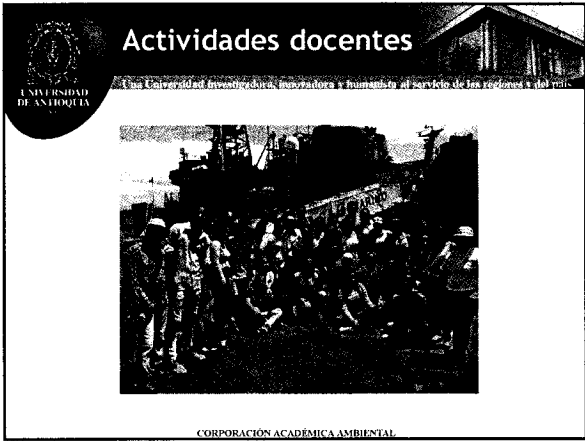 Actividades docentes
UNIVERSIDAD
DE ANTIOQUIA
Una Universidad investigadora, innovadora y humanista al servicio de las regiones y del país
CORPORACIÓN ACADÉMICA AMBIENTAL